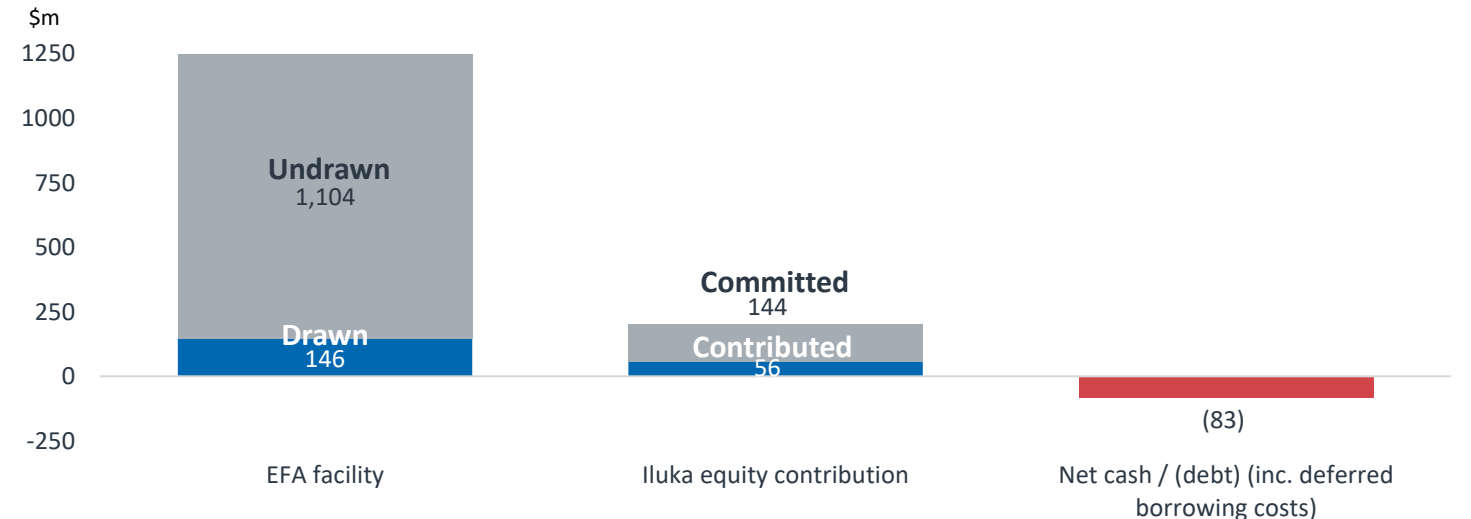 $m
1250
1000
750
500
250
0
-250
Undrawn
1,104
Drawn
146
Committed
144
Contributed
56
(83)
EFA facility
Iluka equity contribution
Net cash / (debt) (inc. deferred
borrowing costs)